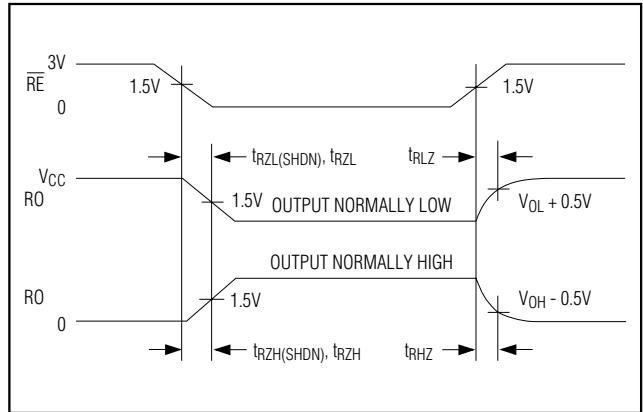 3V
RE
1.5V
1.5V
0
tRZL(SHDN), tRZL
tRLZ
VCC
RO
1.5V
OUTPUT NORMALLY LOW
VOL + 0.5V
OUTPUT NORMALLY HIGH
RO
1.5V
VOH - 0.5V
0
tRZH(SHDN), tRZH
tRHZ